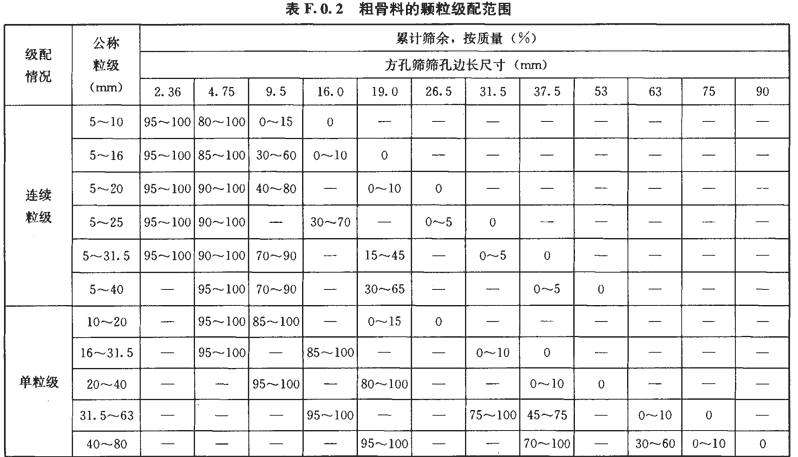 表 F.0.2 粗骨料的颗粒级配范围
级配情况 公称粒级(mm) 累计筛余，按质量（%）
方孔筛筛孔边长尺寸（mm）
2.36 4.75 9.5 16.0 19.0 26.5 31.5 37.5 53 63 75 90
连续粒级 5～10 95～100 80～100 0～15 0 — — — — — — — —
5～16 95～100 85～100 30～60 0～10 0 — — — — — — —
5～20 95～100 90～100 40～80 — 0～10 0 — — — — — —
5～25 95～100 90～100 — 30～70 — 0～5 0 — — — — —
5～31.5 95～100 90～100 70～90 — 15～45 — 0～5 0 — — — —
5～40 — 95～100 70～90 — 30～65 — — 0～5 0 — — —
单粒级 10～20 — 95～100 85～100 — 0～15 0 — — — — — —
16～31.5 — 95～100 — 85～100 — — 0～10 0 — — — —
20～40 — — 95～100 — 80～100 — — 0～10 0 — — —
31.5～63 — — — 95～100 — — 75～100 45～75 — 0～10 0 —
40～80 — — — — 95～100 — — 70～100 — 30～60 0～10 0